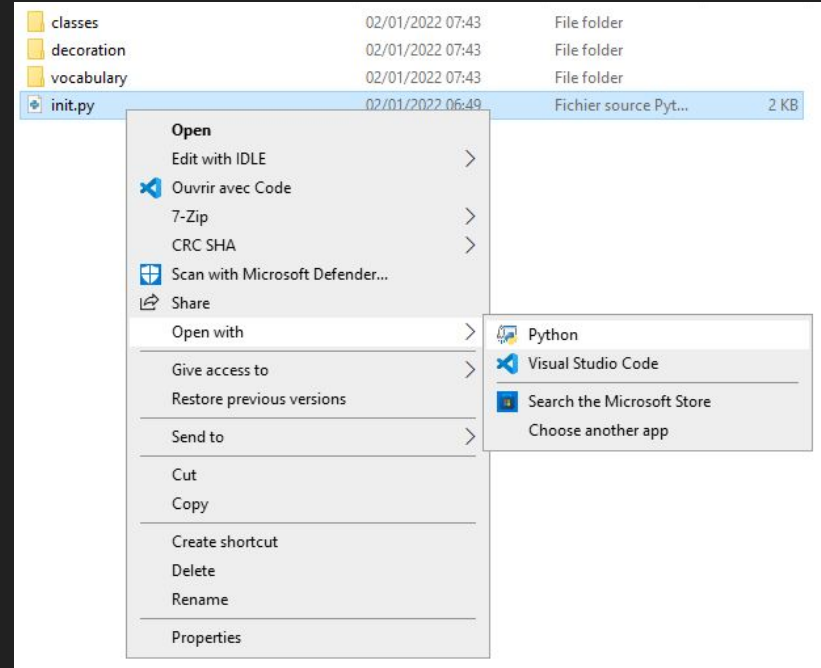 classes 02/01/2022 07:43 File folder
decoration 02/01/2022 07:43 File folder
vocabulary 02/01/2022 07:43 File folder
init.py 02/01/2022 06:49 Fichier source Pyt... 2 KB
Open
Edit with IDLE
Ouvrir avec Code
7-Zip
CRC SHA
Scan with Microsoft Defender...
Share
Open with
Give access to
Restore previous versions
Send to
Cut
Copy
Create shortcut
Delete
Rename
Properties
Python
Visual Studio Code
Search the Microsoft Store
Choose another app